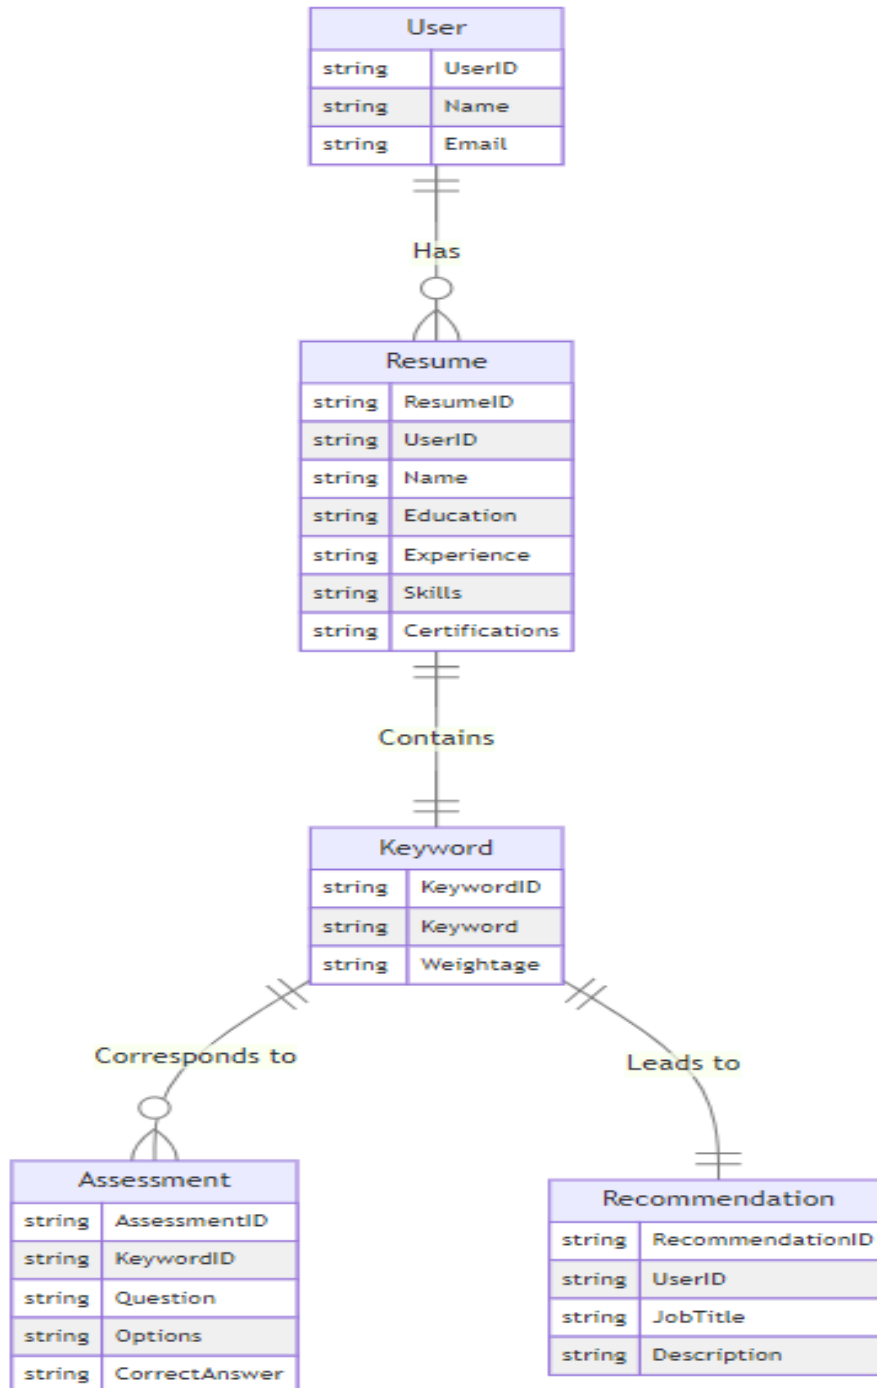 User
string UserID
string Name
string Email
Has
Resume
string ResumeID
string UserID
string Name
string Education
string Experience
string Skills
string Certifications
Contains
Keyword
string KeywordID
string Keyword
string Weightage
Corresponds to
Leads to
Assessment
string AssessmentID
string KeywordID
string Question
string Options
string CorrectAnswer
Recommendation
string RecommendationID
string UserID
string JobTitle
string Description